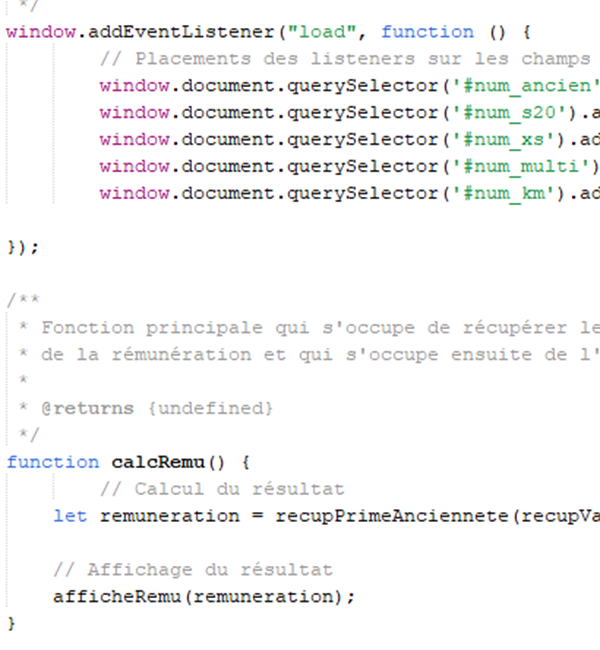 */
window.addEventListener("load", function () {
// Placements des listeners sur les champs
window.document.querySelector('#num_ancien'
window.document.querySelector('#num_s20').a
window.document.querySelector('#num_xs').ad
window.document.querySelector('#num_multi')
window.document.querySelector('#num_km').ad
});
/**
* Fonction principale qui s'occupe de récupérer le
* de la rémunération et qui s'occupe ensuite de l'
*
* @returns {undefined}
*/
function calcRemu() {
// Calcul du résultat
let remuneration = recupPrimeAnciennete(recupVa
// Affichage du résultat
afficheRemu(remuneration);
}